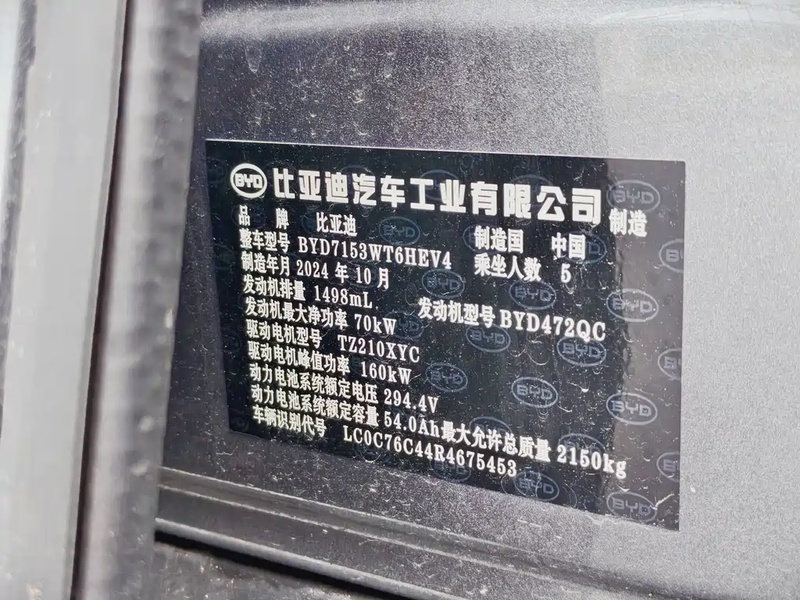 BYD 比亚迪汽车工业有限公司 制造
品 牌 比亚迪 制造国 中国
整车型号 BYD7153WT6HEV4 乘坐人数 5
制造年月 2024 年 10 月
发动机排量 1498mL 发动机型号 BYD472QC
发动机最大净功率 70kW
驱动电机型号 TZ210XYC
驱动电机峰值功率 160kW
动力电池系统额定电压 294.4V
动力电池系统额定容量 54.0Ah 最大允许总质量 2150kg
车辆识别代号 LC0C76C44R4675453